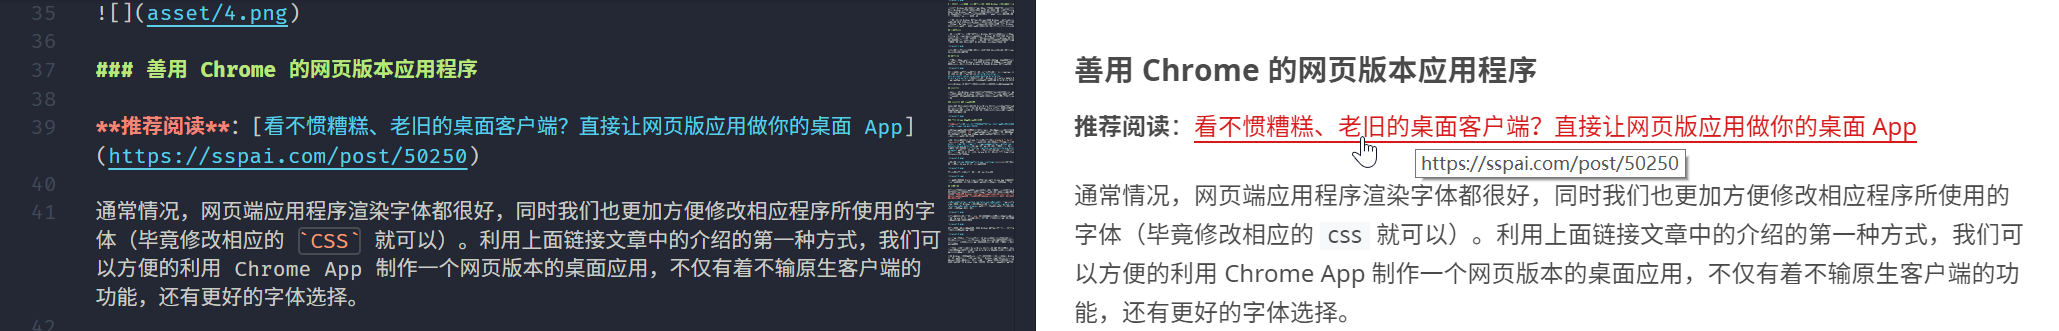 35 ![](asset/4.png)
36
37 ### 善用 Chrome 的网页版本应用程序
38
39 **推荐阅读**：[看不惯糟糕、老旧的桌面客户端？直接让网页版应用做你的桌面 App]
(https://sspai.com/post/50250)
40
41 通常情况，网页端应用程序渲染字体都很好，同时我们也更加方便修改相应程序所使用的字
体（毕竟修改相应的 `CSS` 就可以）。利用上面链接文章中的介绍的第一种方式，我们可
以方便的利用 Chrome App 制作一个网页版本的桌面应用，不仅有着不输原生客户端的
功能，还有更好的字体选择。
42
善用 Chrome 的网页版本应用程序
推荐阅读：看不惯糟糕、老旧的桌面客户端？直接让网页版应用做你的桌面 App
https://sspai.com/post/50250
通常情况，网页端应用程序渲染字体都很好，同时我们也更加方便修改相应程序所使用的
字体（毕竟修改相应的 CSS 就可以）。利用上面链接文章中的介绍的第一种方式，我们可
以方便的利用 Chrome App 制作一个网页版本的桌面应用，不仅有着不输原生客户端的功
能，还有更好的字体选择。